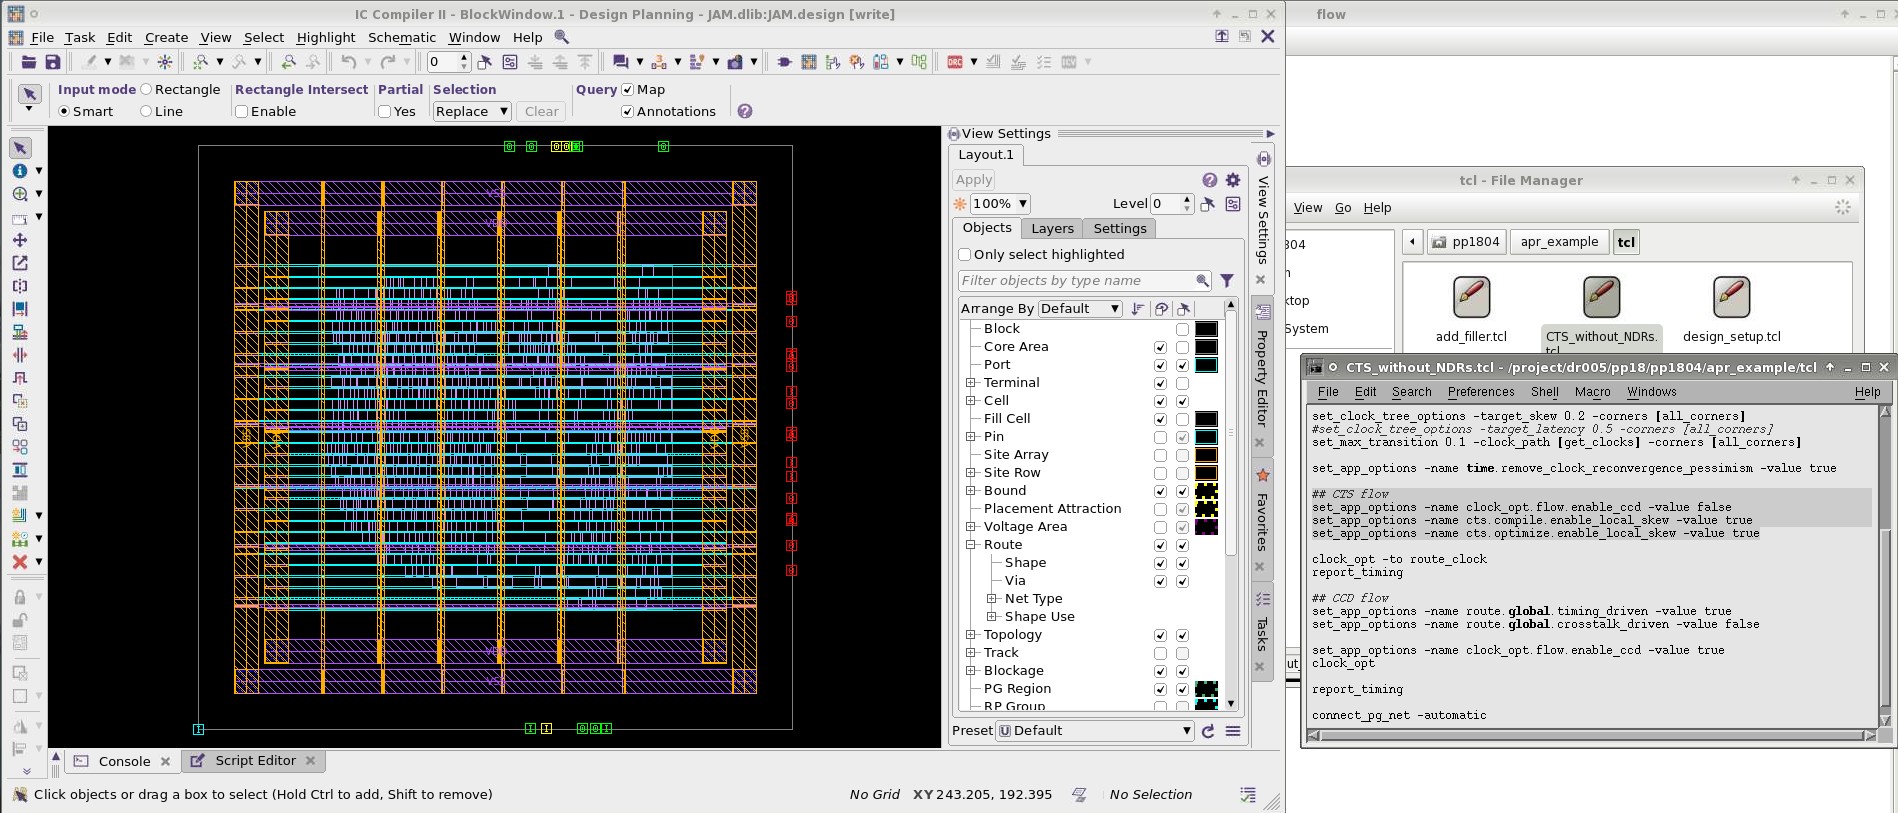 IC Compiler II - BlockWindow.1 - Design Planning - JAM.dlib:JAM.design [write]
flow
File Task Edit Create View Select Highlight Schematic Window Help
0
DRC
Input mode Rectangle Rectangle Intersect Partial Selection Query Map
Smart Line Enable Yes Replace Clear Annotations
View Settings
Layout.1
Apply
100% Level 0
Objects Layers Settings
Only select highlighted
Filter objects by type name
Arrange By Default
Block
Core Area
Port
Terminal
Cell
Fill Cell
Pin
Site Array
Site Row
Bound
Placement Attraction
Voltage Area
Route
Shape
Via
Net Type
Shape Use
Topology
Track
Blockage
PG Region
RP Group
Preset Default
View Settings
Property Editor
Favorites
Tasks
Console
Script Editor
Click objects or drag a box to select (Hold Ctrl to add, Shift to remove)
No Grid XY 243.205, 192.395 No Selection
tcl - File Manager
View Go Help
pp1804 apr_example tcl
System
add_filler.tcl
CTS_without_NDRs.
tcl
design_setup.tcl
CTS_without_NDRs.tcl - /project/dr005/pp18/pp1804/apr_example/tcl
File Edit Search Preferences Shell Macro Windows Help
set_clock_tree_options -target_skew 0.2 -corners [all_corners]
#set_clock_tree_options -target_latency 0.5 -corners [all_corners]
set_max_transition 0.1 -clock_path [get_clocks] -corners [all_corners]
set_app_options -name time.remove_clock_reconvergence_pessimism -value true
## CTS flow
set_app_options -name clock_opt.flow.enable_ccd -value false
set_app_options -name cts.compile.enable_local_skew -value true
set_app_options -name cts.optimize.enable_local_skew -value true
clock_opt -to route_clock
report_timing
## CCD flow
set_app_options -name route.global.timing_driven -value true
set_app_options -name route.global.crosstalk_driven -value false
set_app_options -name clock_opt.flow.enable_ccd -value true
clock_opt
report_timing
connect_pg_net -automatic